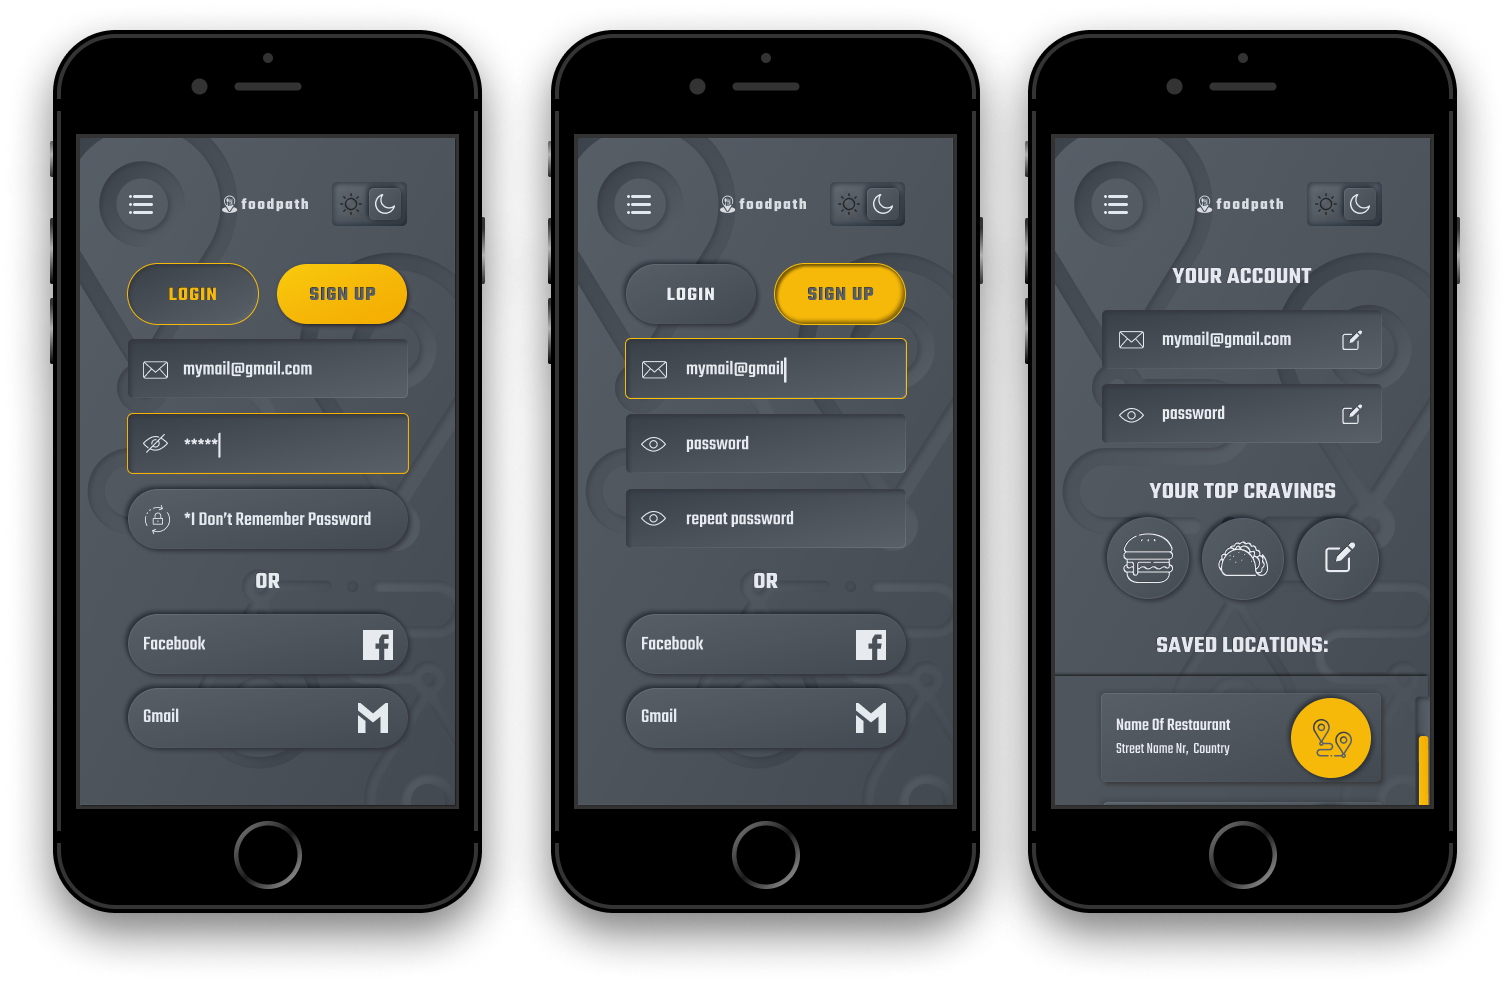 foodpath
LOGIN
SIGN UP
mymail@gmail.com
*****
*I Don't Remember Password
OR
Facebook
Gmail
foodpath
LOGIN
SIGN UP
mymail@gmail
password
repeat password
OR
Facebook
Gmail
foodpath
YOUR ACCOUNT
mymail@gmail.com
password
YOUR TOP CRAVINGS
SAVED LOCATIONS:
Name Of Restaurant
Street Name Nr, Country